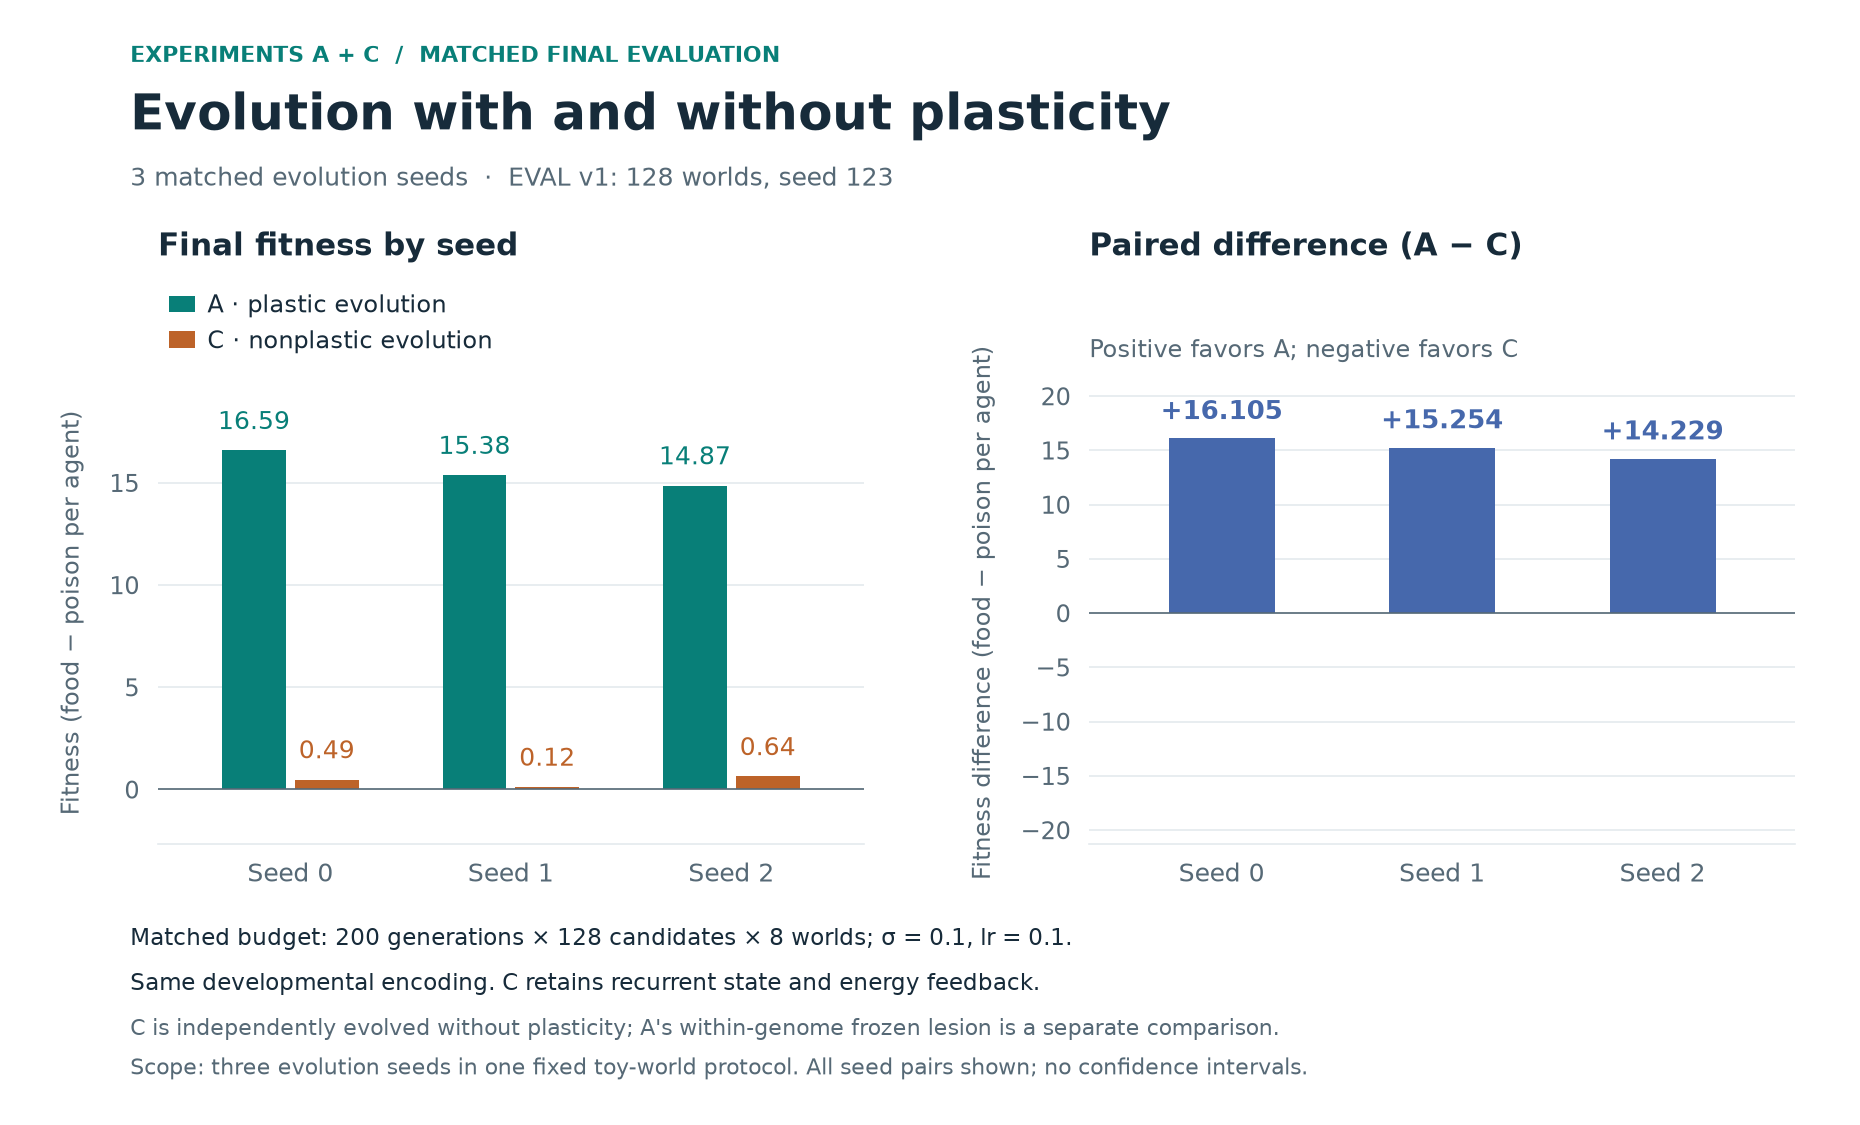 EXPERIMENTS A + C / MATCHED FINAL EVALUATION
Evolution with and without plasticity
3 matched evolution seeds · EVAL v1: 128 worlds, seed 123
Final fitness by seed
A · plastic evolution
C · nonplastic evolution
Fitness (food − poison per agent)
15
10
5
0
16.59
0.49
15.38
0.12
14.87
0.64
Seed 0
Seed 1
Seed 2
Paired difference (A − C)
Positive favors A; negative favors C
Fitness difference (food − poison per agent)
20
15
10
5
0
−5
−10
−15
−20
+16.105
+15.254
+14.229
Seed 0
Seed 1
Seed 2
Matched budget: 200 generations × 128 candidates × 8 worlds; σ = 0.1, lr = 0.1.
Same developmental encoding. C retains recurrent state and energy feedback.
C is independently evolved without plasticity; A's within-genome frozen lesion is a separate comparison.
Scope: three evolution seeds in one fixed toy-world protocol. All seed pairs shown; no confidence intervals.